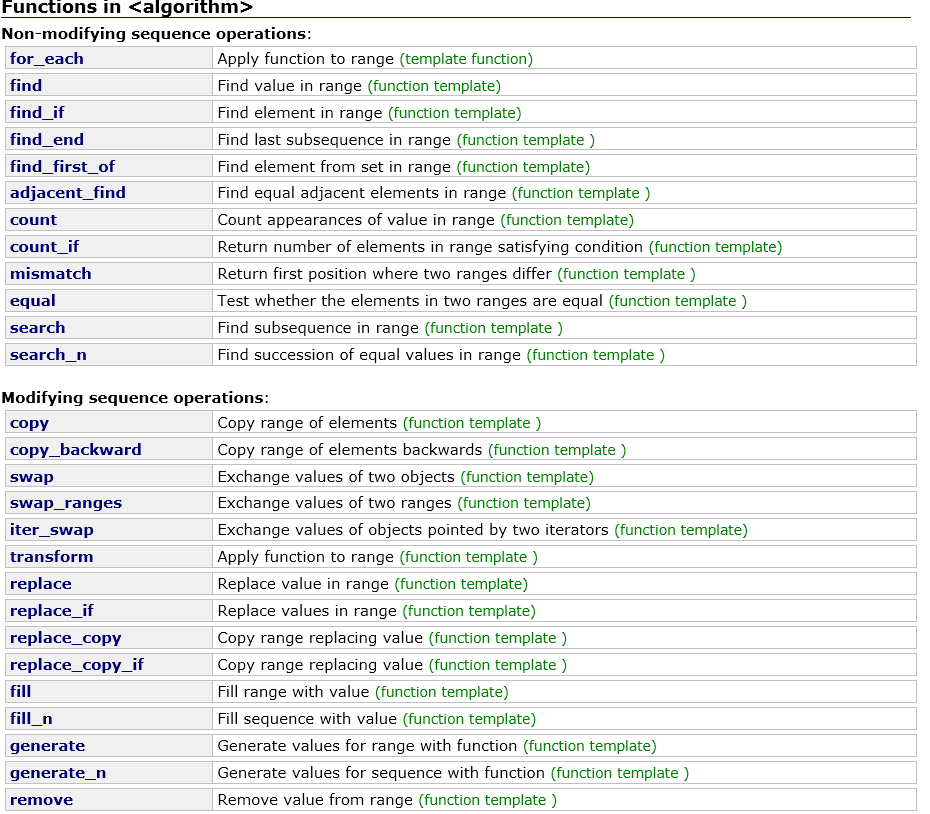 Functions in <algorithm>
Non-modifying sequence operations:
for_each Apply function to range (template function)
find Find value in range (function template)
find_if Find element in range (function template)
find_end Find last subsequence in range (function template )
find_first_of Find element from set in range (function template)
adjacent_find Find equal adjacent elements in range (function template )
count Count appearances of value in range (function template)
count_if Return number of elements in range satisfying condition (function template)
mismatch Return first position where two ranges differ (function template )
equal Test whether the elements in two ranges are equal (function template )
search Find subsequence in range (function template )
search_n Find succession of equal values in range (function template )
Modifying sequence operations:
copy Copy range of elements (function template )
copy_backward Copy range of elements backwards (function template )
swap Exchange values of two objects (function template)
swap_ranges Exchange values of two ranges (function template)
iter_swap Exchange values of objects pointed by two iterators (function template)
transform Apply function to range (function template )
replace Replace value in range (function template)
replace_if Replace values in range (function template)
replace_copy Copy range replacing value (function template )
replace_copy_if Copy range replacing value (function template )
fill Fill range with value (function template)
fill_n Fill sequence with value (function template)
generate Generate values for range with function (function template)
generate_n Generate values for sequence with function (function template )
remove Remove value from range (function template )